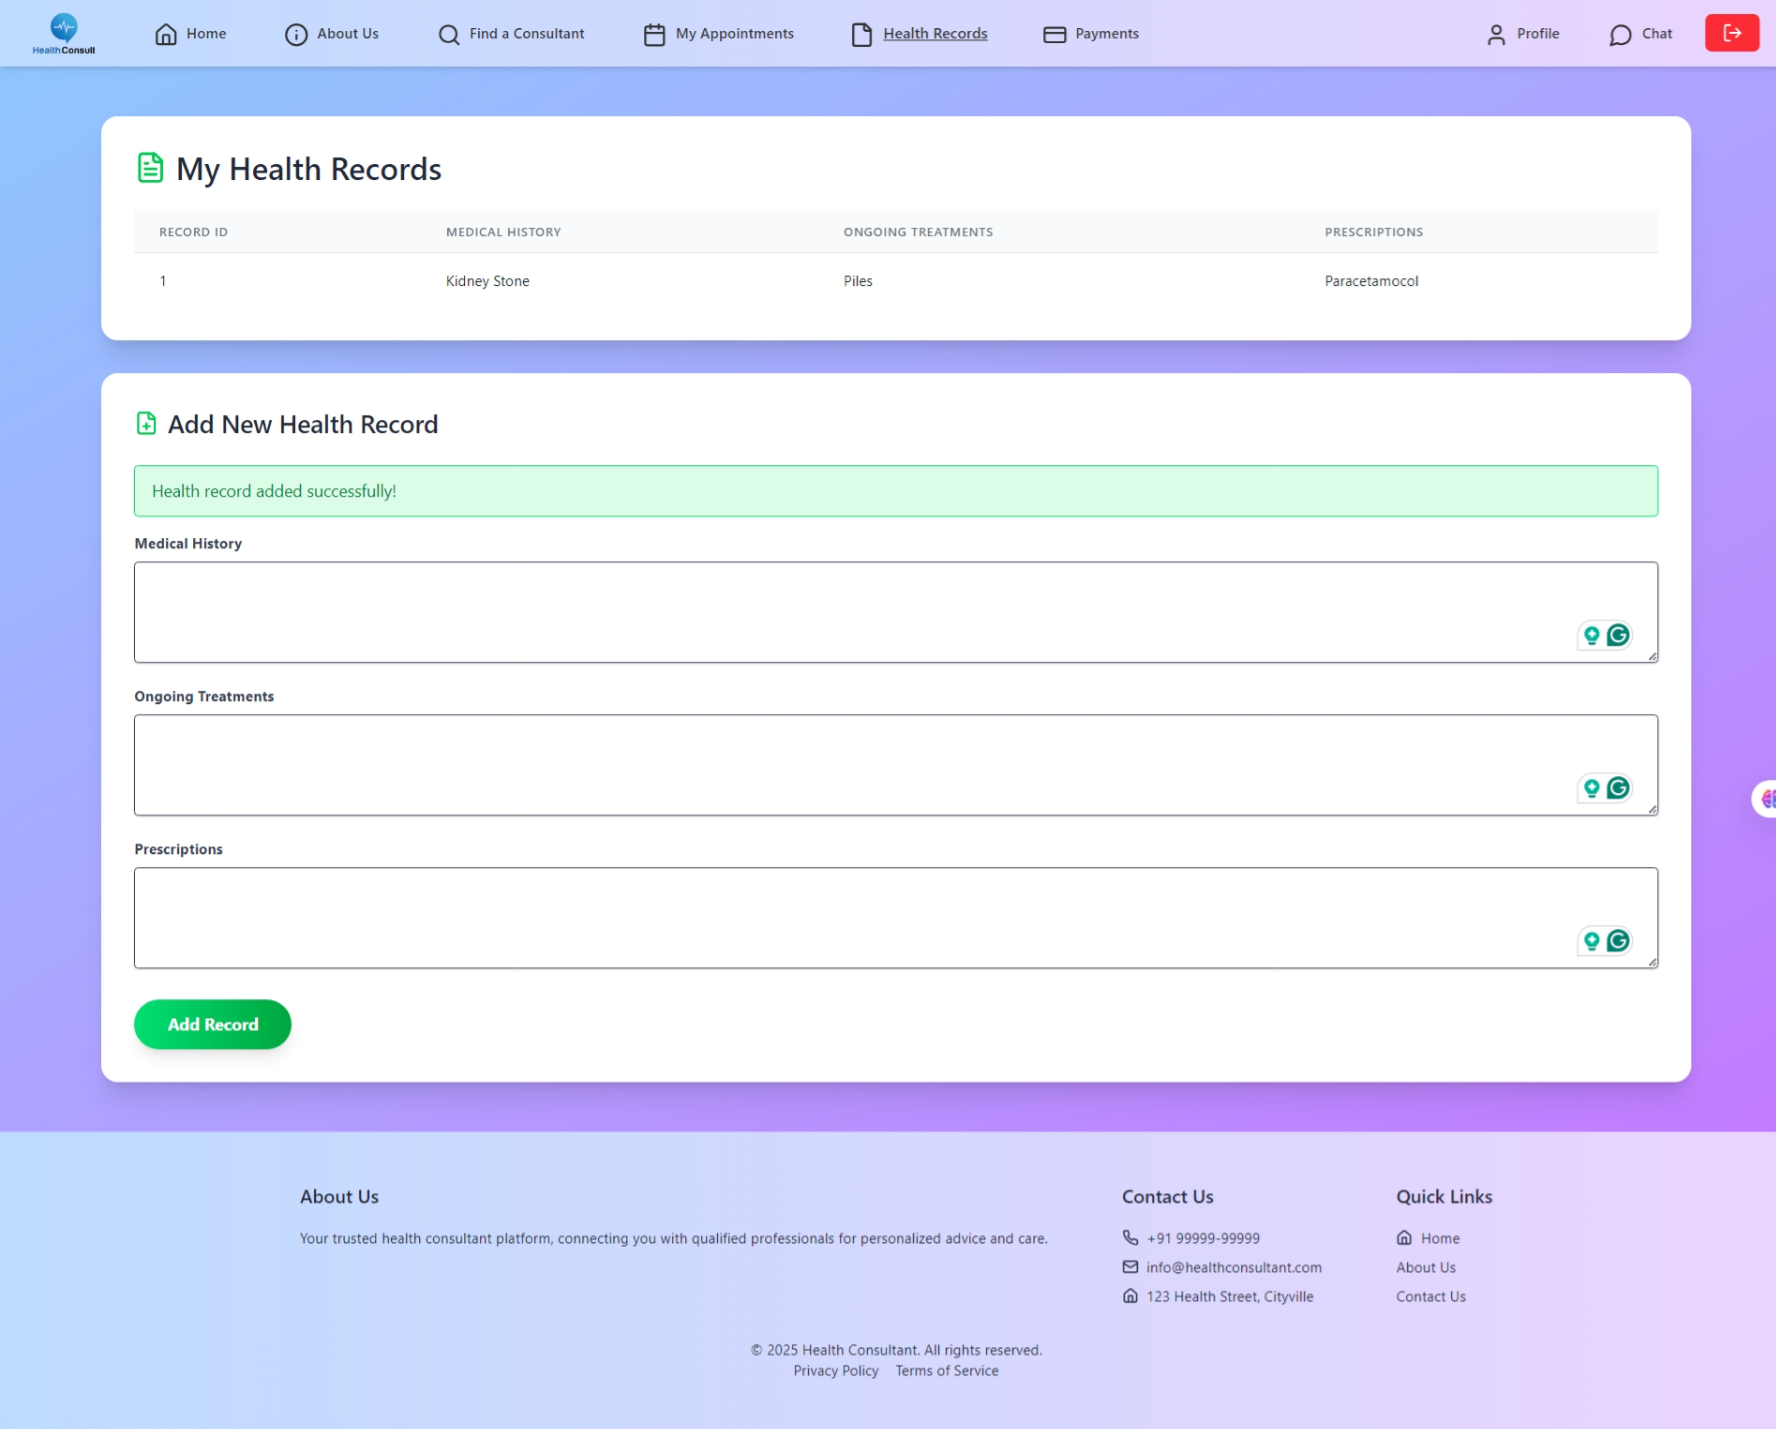 HealthConsult
Home
About Us
Find a Consultant
My Appointments
Health Records
Payments
Profile
Chat
My Health Records
RECORD ID MEDICAL HISTORY ONGOING TREATMENTS PRESCRIPTIONS
1 Kidney Stone Piles Paracetamocol
Add New Health Record
Health record added successfully!
Medical History
Ongoing Treatments
Prescriptions
Add Record
About Us
Your trusted health consultant platform, connecting you with qualified professionals for personalized advice and care.
Contact Us
+91 99999-99999
info@healthconsultant.com
123 Health Street, Cityville
Quick Links
Home
About Us
Contact Us
© 2025 Health Consultant. All rights reserved.
Privacy Policy Terms of Service